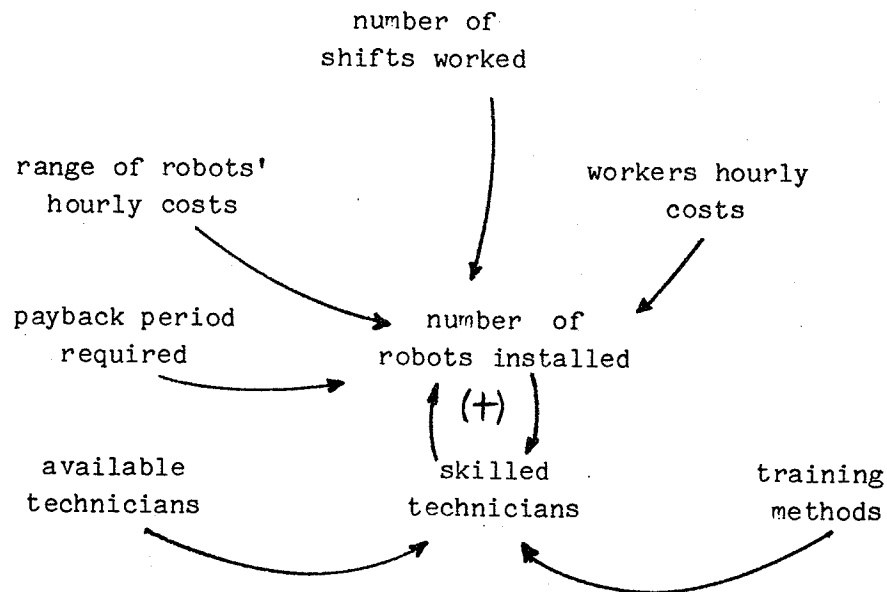 number of
shifts worked
range of robots'
hourly costs
workers hourly
costs
payback period
required
number of
robots installed
(+)
available
technicians
skilled
technicians
training
methods